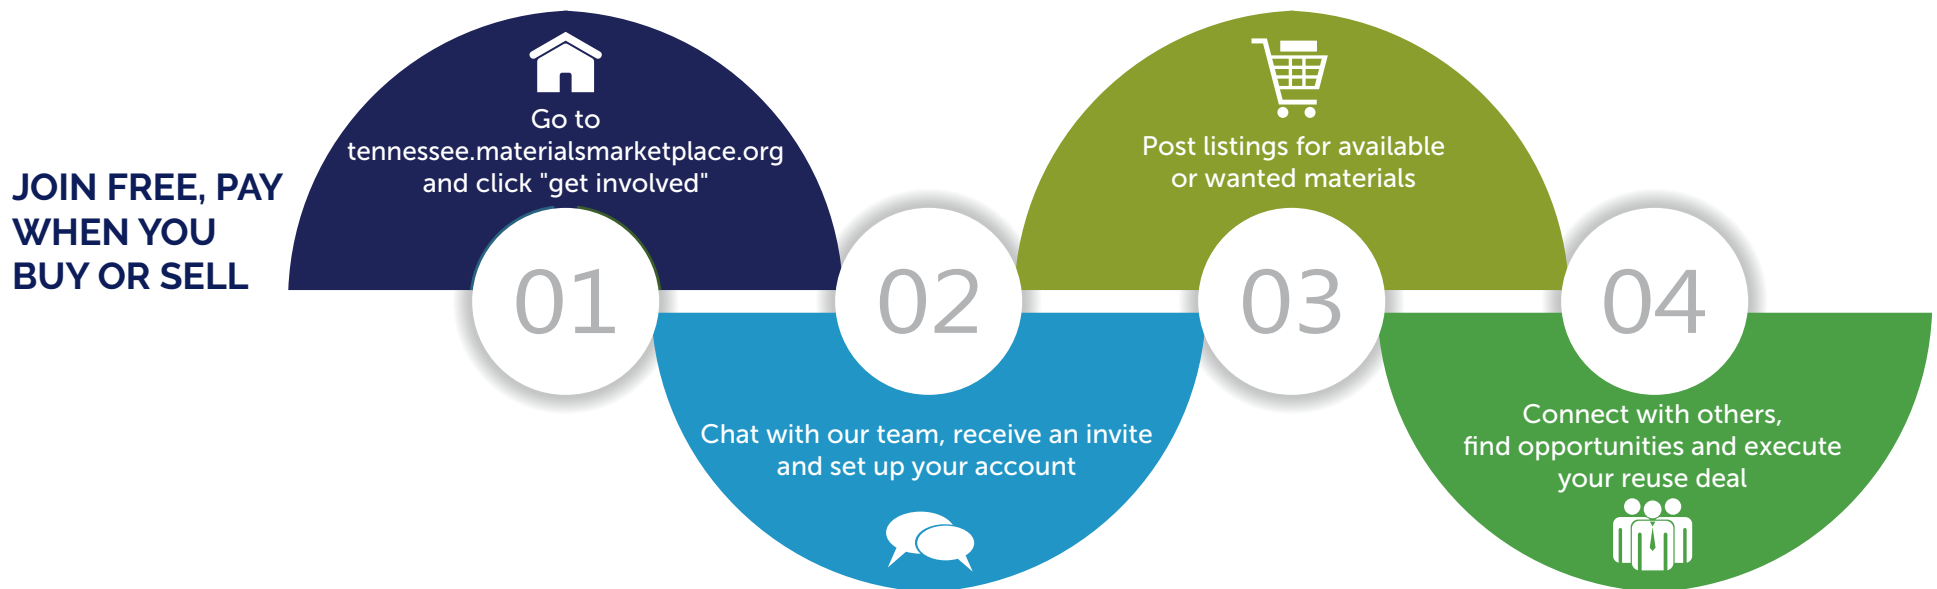 JOIN FREE, PAY
WHEN YOU
BUY OR SELL
Go to
tennessee.materialsmarketplace.org
and click "get involved"
01
02
Chat with our team, receive an invite
and set up your account
Post listings for available
or wanted materials
03
04
Connect with others,
find opportunities and execute
your reuse deal